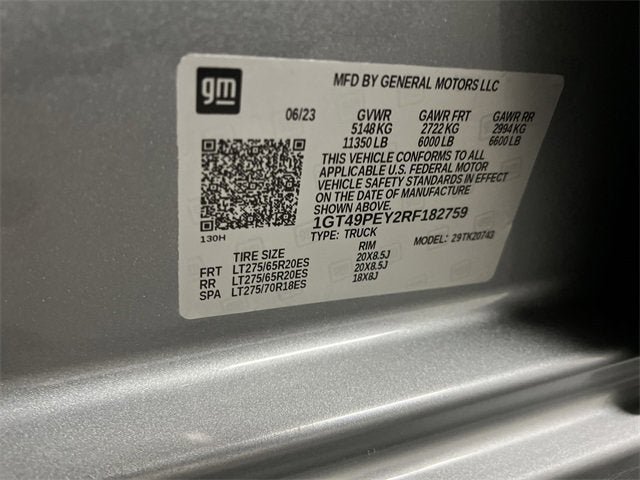 gm
MFD BY GENERAL MOTORS LLC
06/23 GVWR GAWR FRT GAWR RR
5148 KG 2722 KG 2994 KG
11350 LB 6000 LB 6600 LB
THIS VEHICLE CONFORMS TO ALL
APPLICABLE U.S. FEDERAL MOTOR
VEHICLE SAFETY STANDARDS IN EFFECT
ON THE DATE OF MANUFACTURE
SHOWN ABOVE.
1GT49PEY2RF182759
130H TYPE: TRUCK MODEL: 29TK20743
TIRE SIZE RIM
FRT LT275/65R20ES 20X8.5J
RR LT275/65R20ES 20X8.5J
SPA LT275/70R18ES 18X8J